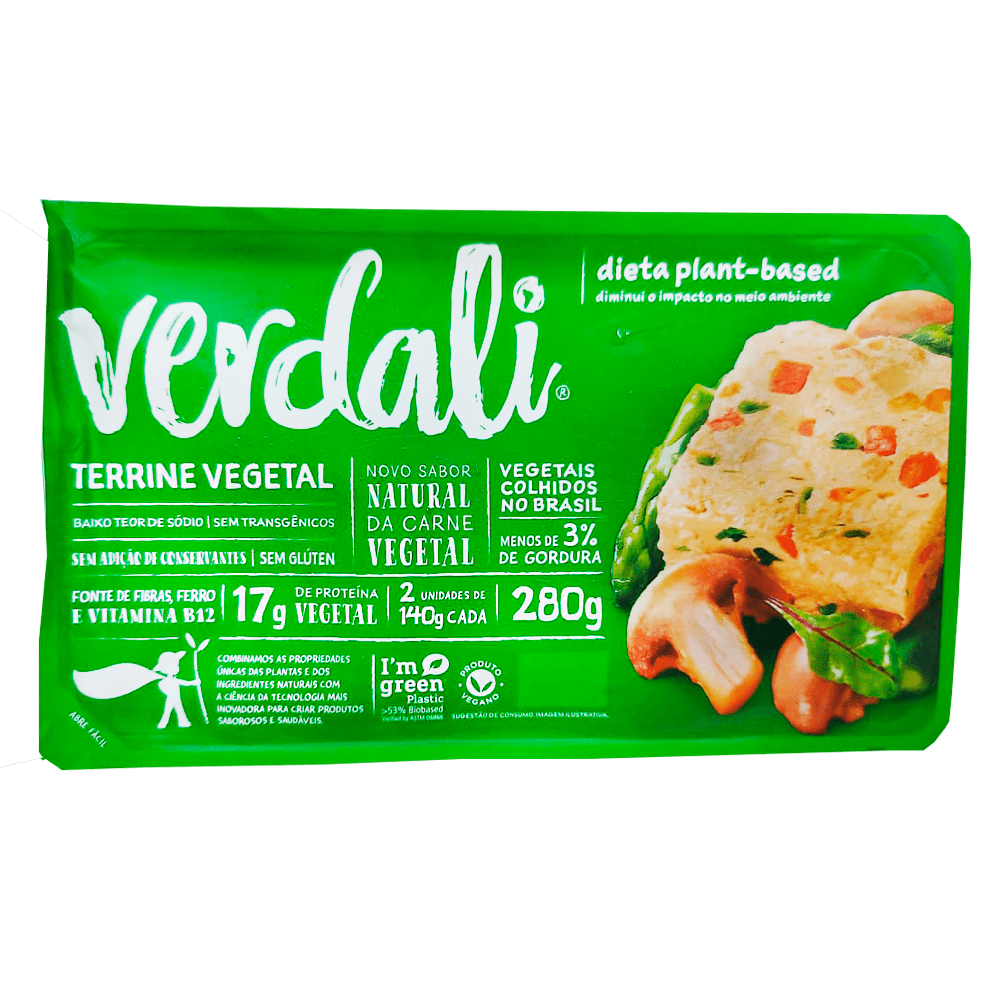 verdali®
dieta plant-based
diminui o impacto no meio ambiente
TERRINE VEGETAL
BAIXO TEOR DE SÓDIO | SEM TRANSGÊNICOS
SEM ADIÇÃO DE CONSERVANTES | SEM GLÚTEN
NOVO SABOR
NATURAL
DA CARNE
VEGETAL
VEGETAIS
COLHIDOS
NO BRASIL
MENOS DE 3%
DE GORDURA
FONTE DE FIBRAS, FERRO
E VITAMINA B12
17g DE PROTEÍNA
VEGETAL
2 UNIDADES DE
140g CADA
280g
COMBINAMOS AS PROPRIEDADES
ÚNICAS DAS PLANTAS E DOS
INGREDIENTES NATURAIS COM
A CIÊNCIA DA TECNOLOGIA MAIS
INOVADORA PARA CRIAR PRODUTOS
SABOROSOS E SAUDÁVEIS.
I'm
green
Plastic
>53% Biobased
Verified by ASTM D6866
PRODUTO
VEGANO
SUGESTÃO DE CONSUMO. IMAGEM ILUSTRATIVA.
ABRE FÁCIL